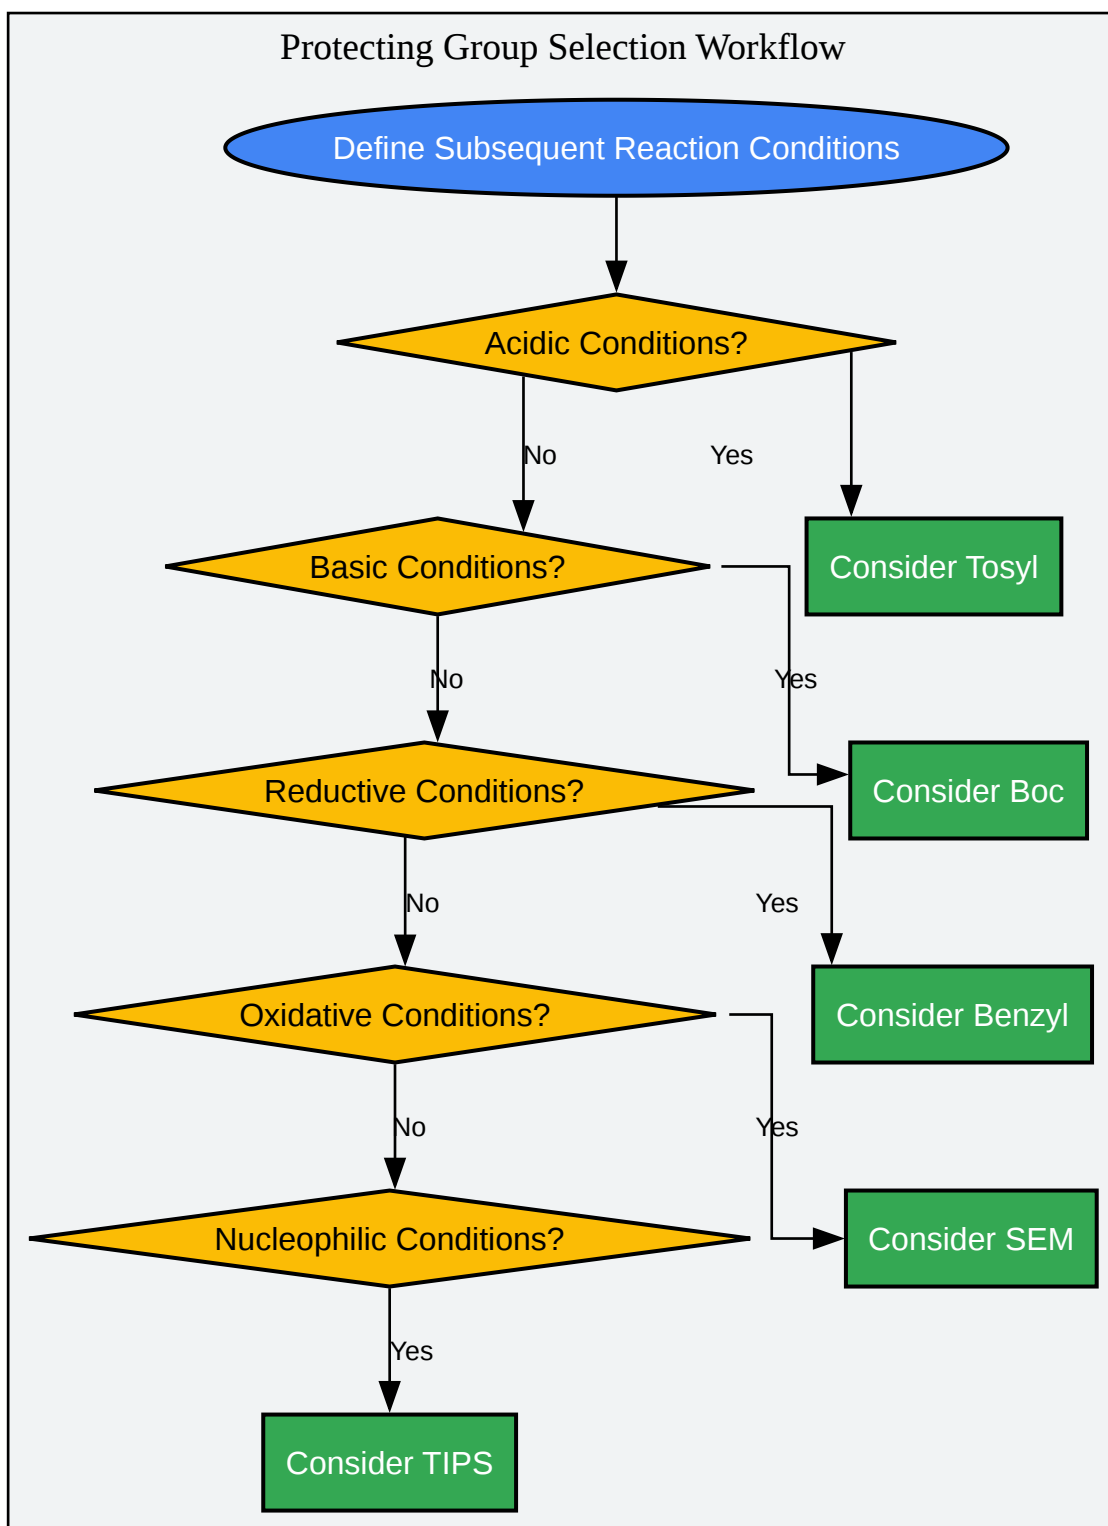 Protecting Group Selection Workflow
Define Subsequent Reaction Conditions
Acidic Conditions?
No
Yes
Basic Conditions?
Consider Tosyl
No
Yes
Reductive Conditions?
Consider Boc
No
Yes
Oxidative Conditions?
Consider Benzyl
No
Yes
Nucleophilic Conditions?
Consider SEM
Yes
Consider TIPS